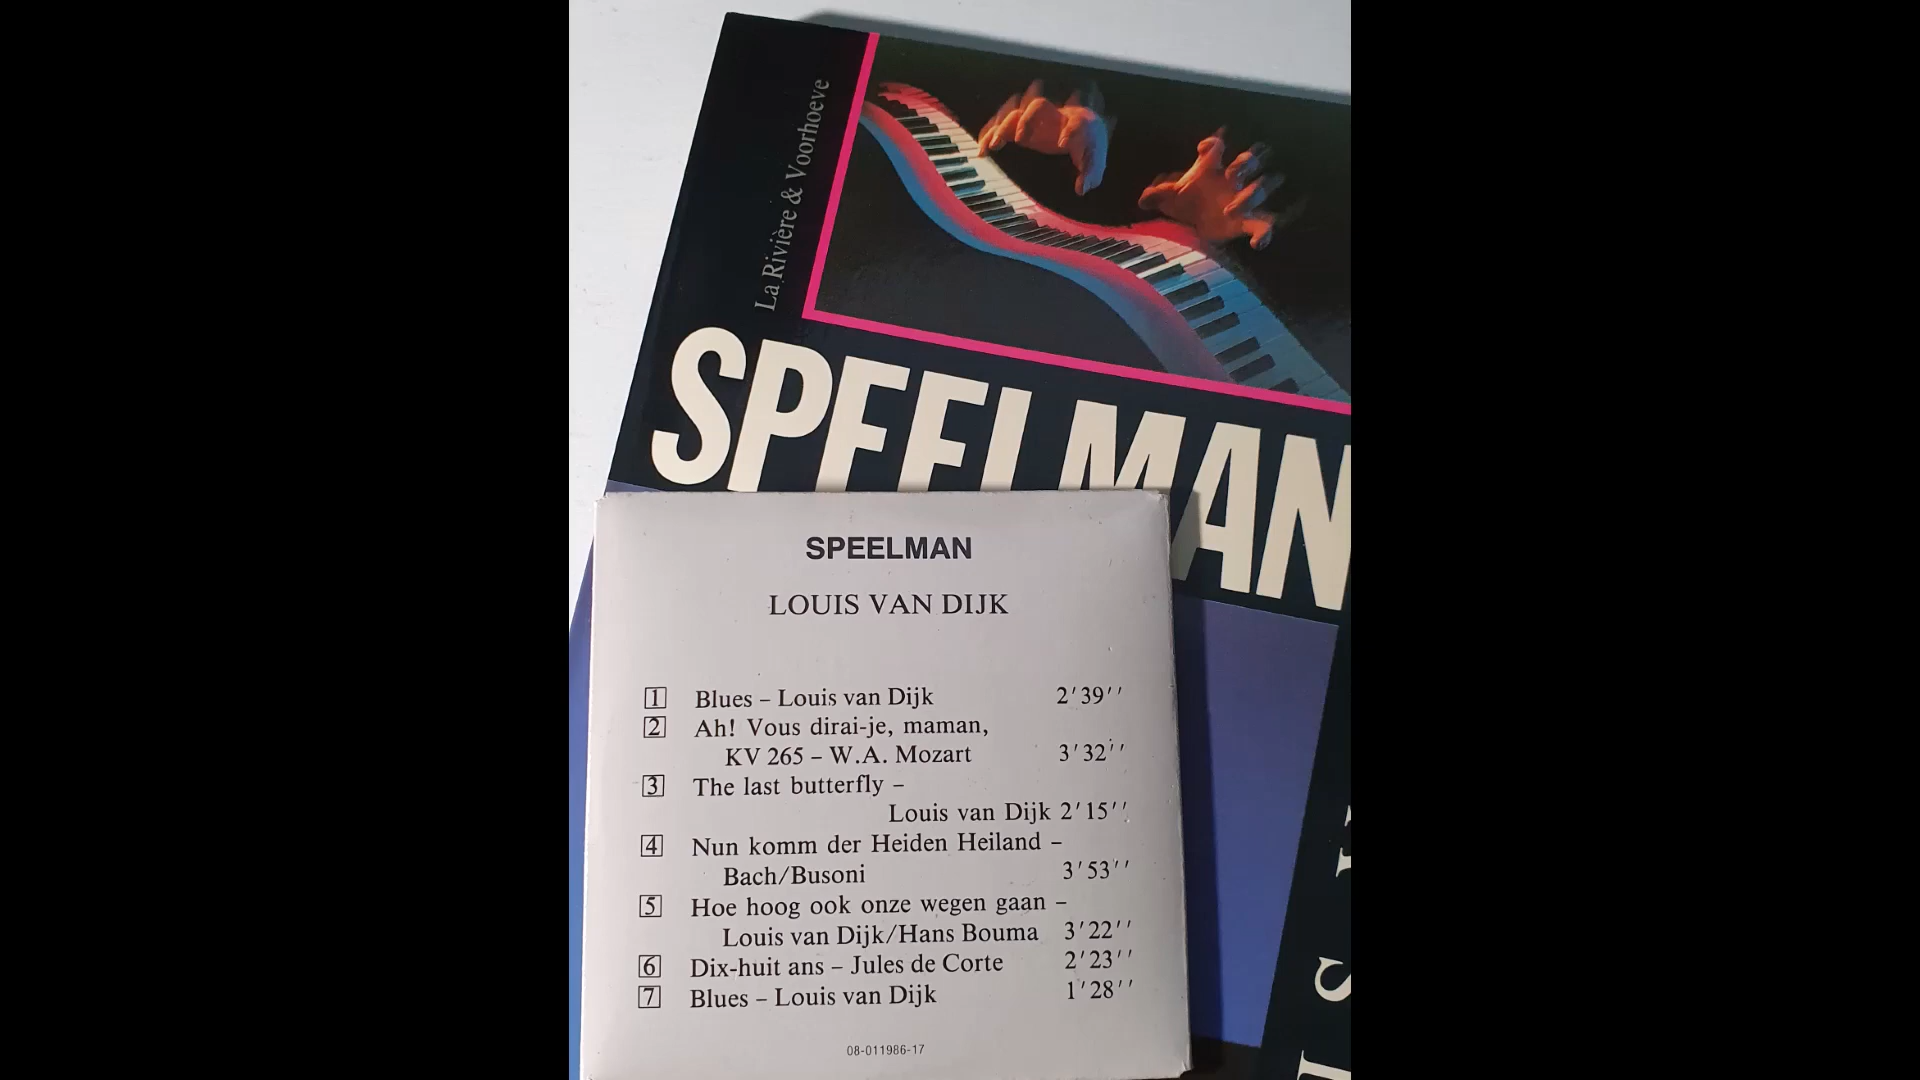 La Rivière & Voorhoeve
SPEELMAN
SPEELMAN
LOUIS VAN DIJK
1 Blues – Louis van Dijk 2'39''
2 Ah! Vous dirai-je, maman,
KV 265 – W.A. Mozart 3'32''
3 The last butterfly –
Louis van Dijk 2'15''
4 Nun komm der Heiden Heiland –
Bach/Busoni 3'53''
5 Hoe hoog ook onze wegen gaan –
Louis van Dijk/Hans Bouma 3'22''
6 Dix-huit ans – Jules de Corte 2'23''
7 Blues – Louis van Dijk 1'28''
08-011986-17